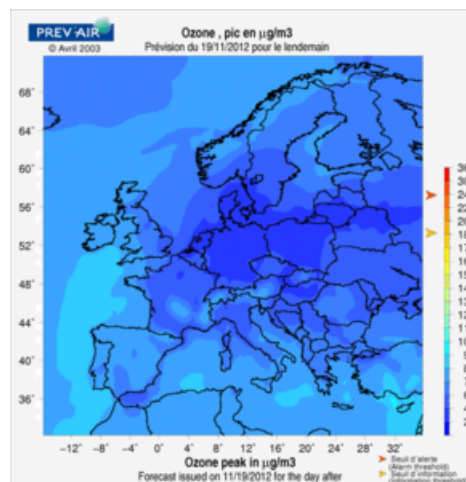 PREV'AIR
© Avril 2003
Ozone , pic en µg/m3
Prévision du 19/11/2012 pour le lendemain
68°
64°
60°
56°
52°
48°
44°
40°
36°
−12° −8° −4° 0° 4° 8° 12° 16° 20° 24° 28° 32°
Ozone peak in µg/m3
Forecast issued on 11/19/2012 for the day after
Seuil d'alerte
(Alarm threshold)
Seuil d'information